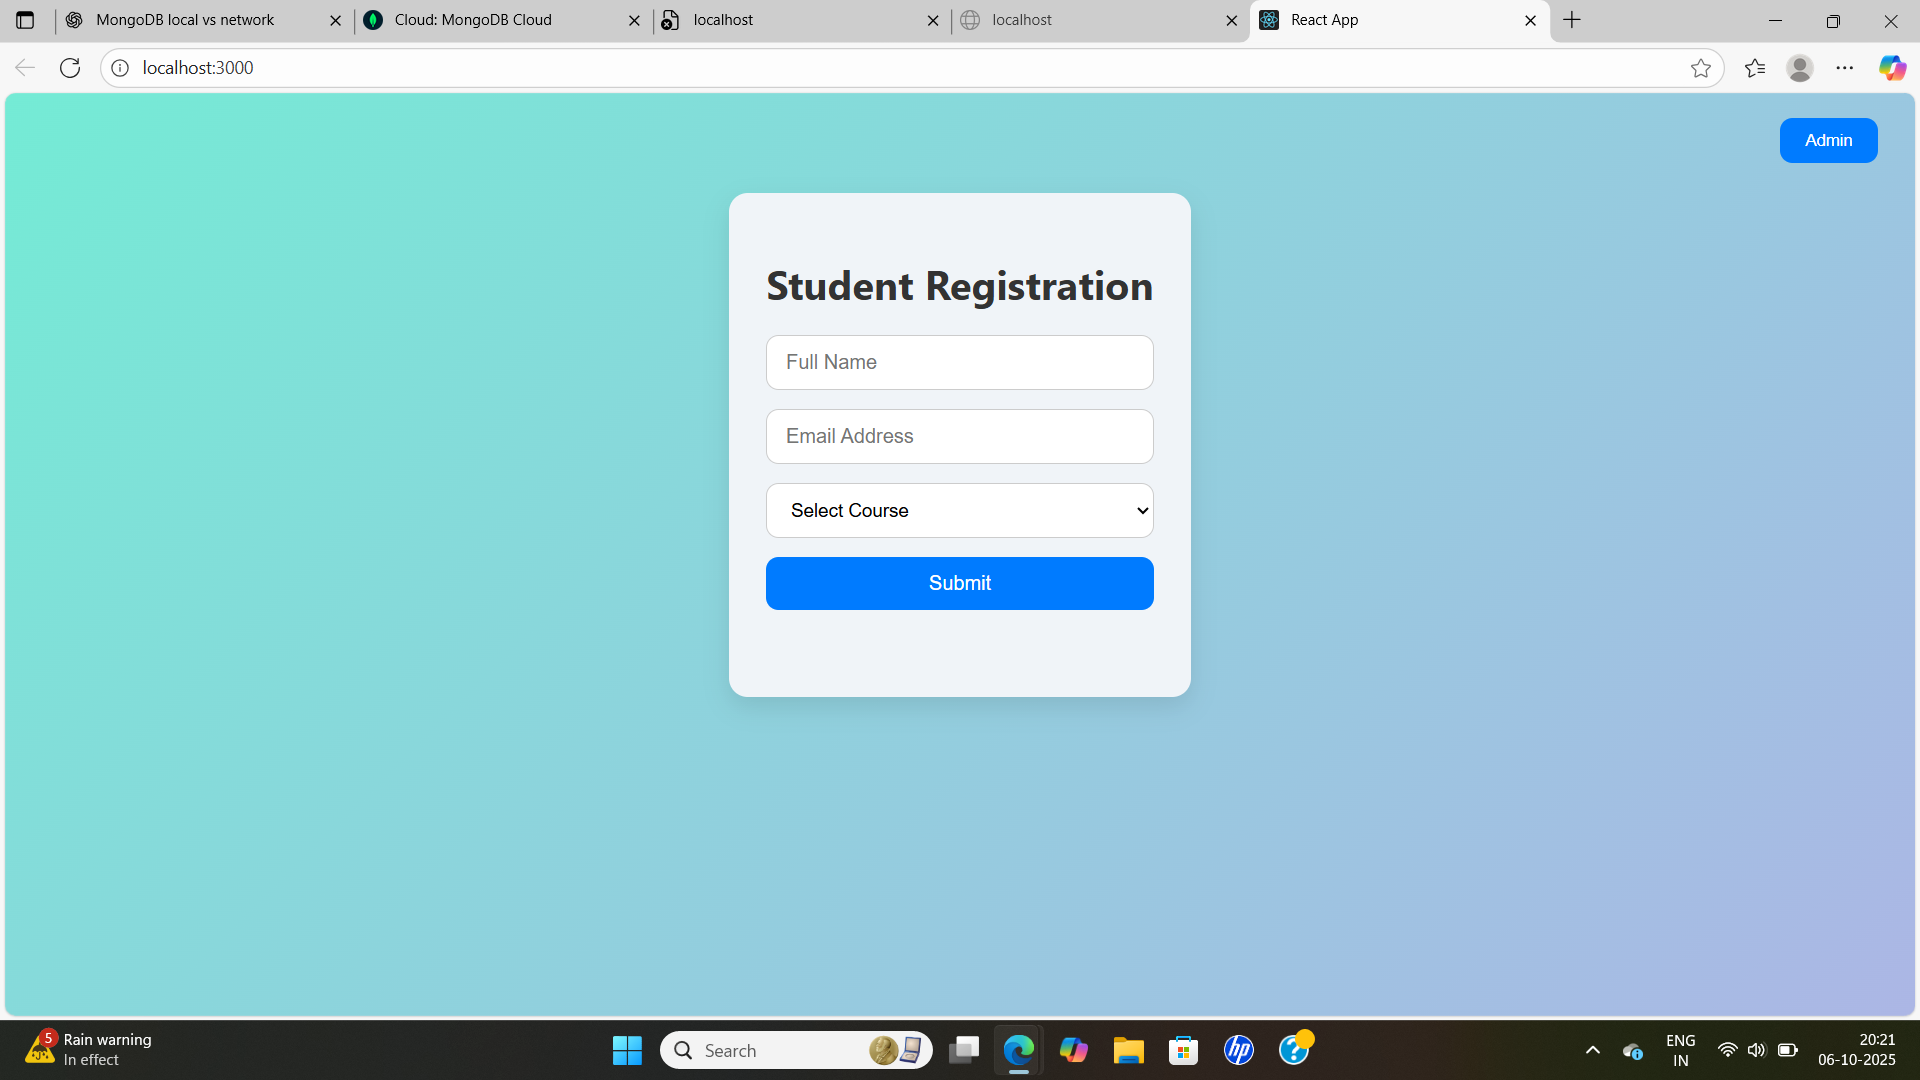 MongoDB local vs network
Cloud: MongoDB Cloud
localhost
localhost
React App
localhost:3000
Admin
Student Registration
Full Name
Email Address
Select Course
Submit
5
Rain warning
In effect
Search
hp
?
ENG
IN
20:21
06-10-2025